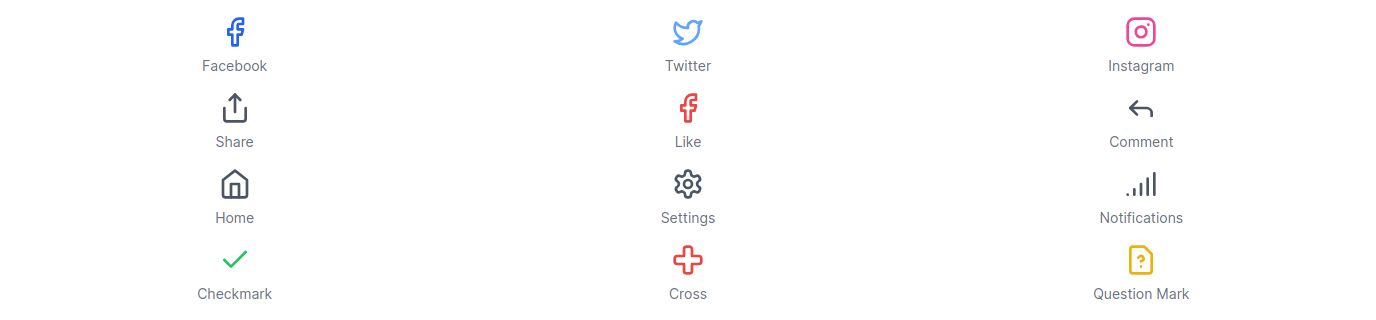 Facebook
Twitter
Instagram
Share
Like
Comment
Home
Settings
Notifications
Checkmark
Cross
Question Mark